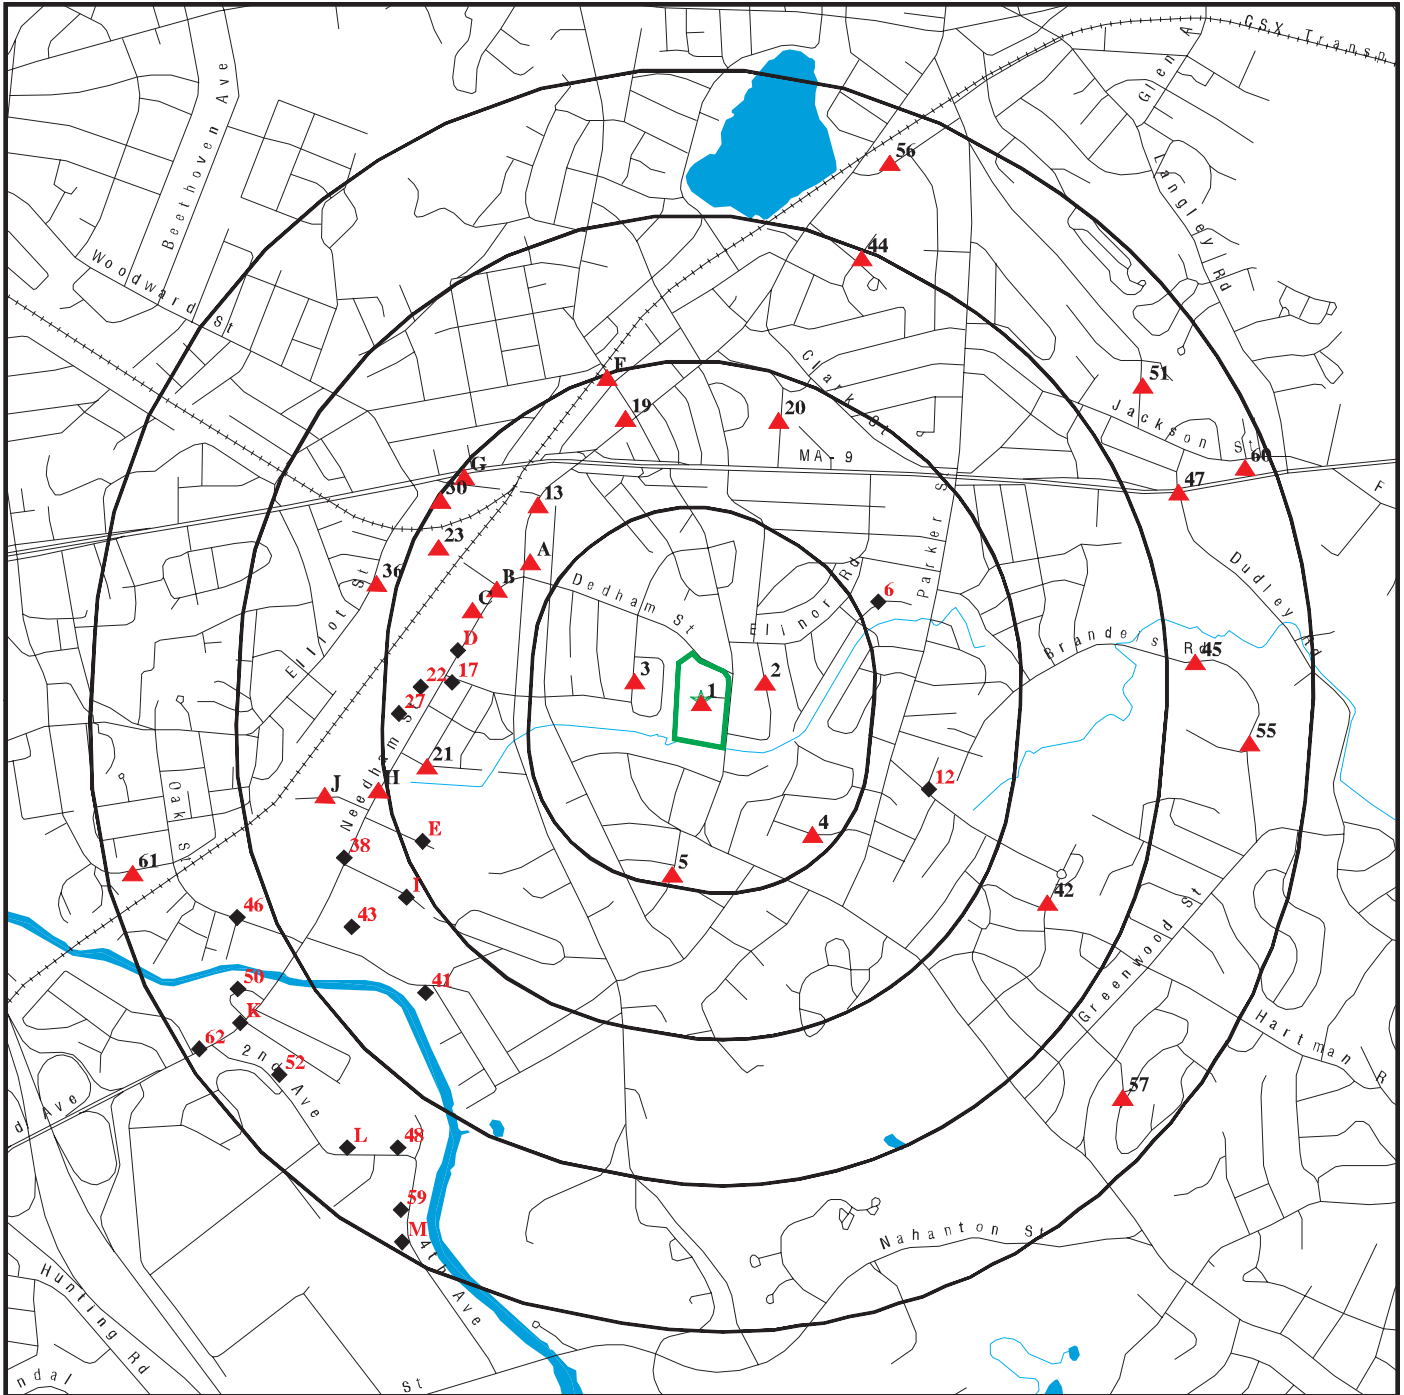 CSX Transp
Glen A
Beethoven Ave
56
Langley Rd
44
Woodward St
F
51
Clark St
19
20
Jackson St
MA-9
60
G
30
47
F
13
Parker S
23
A
Dudley Rd
36
B
Dedham St
6
C
Elinor Rd
Elliot St
D
Brandeis Rd
45
3
2
22
17
1
27
55
21
H
J
12
Needham S
Oak St
4
E
38
5
61
I
42
46
43
Greenwood St
50
41
K
Hartman R
62
2nd Ave
52
57
d Ave
L
48
59
M
Nahanton St
4th Ave
Hunting Rd
ndal
St